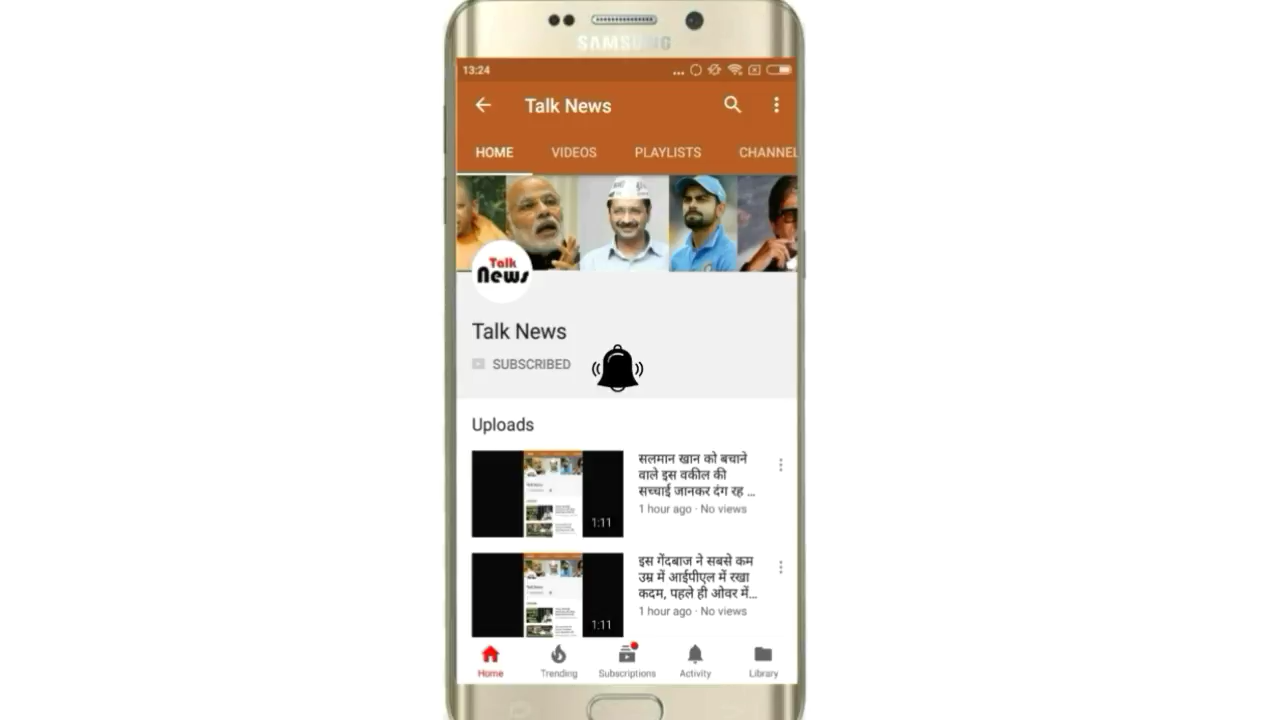 SAMSUNG
13:24
Talk News
HOME VIDEOS PLAYLISTS CHANNEL
Talk
News
Talk News
SUBSCRIBED
Uploads
सलमान खान को बचाने
वाले इस वकील की
सच्चाई जानकर दंग रह ...
1 hour ago · No views
1:11
इस गेंदबाज ने सबसे कम
उम्र में आईपीएल में रखा
कदम, पहले ही ओवर में...
1 hour ago · No views
1:11
Home Trending Subscriptions Activity Library